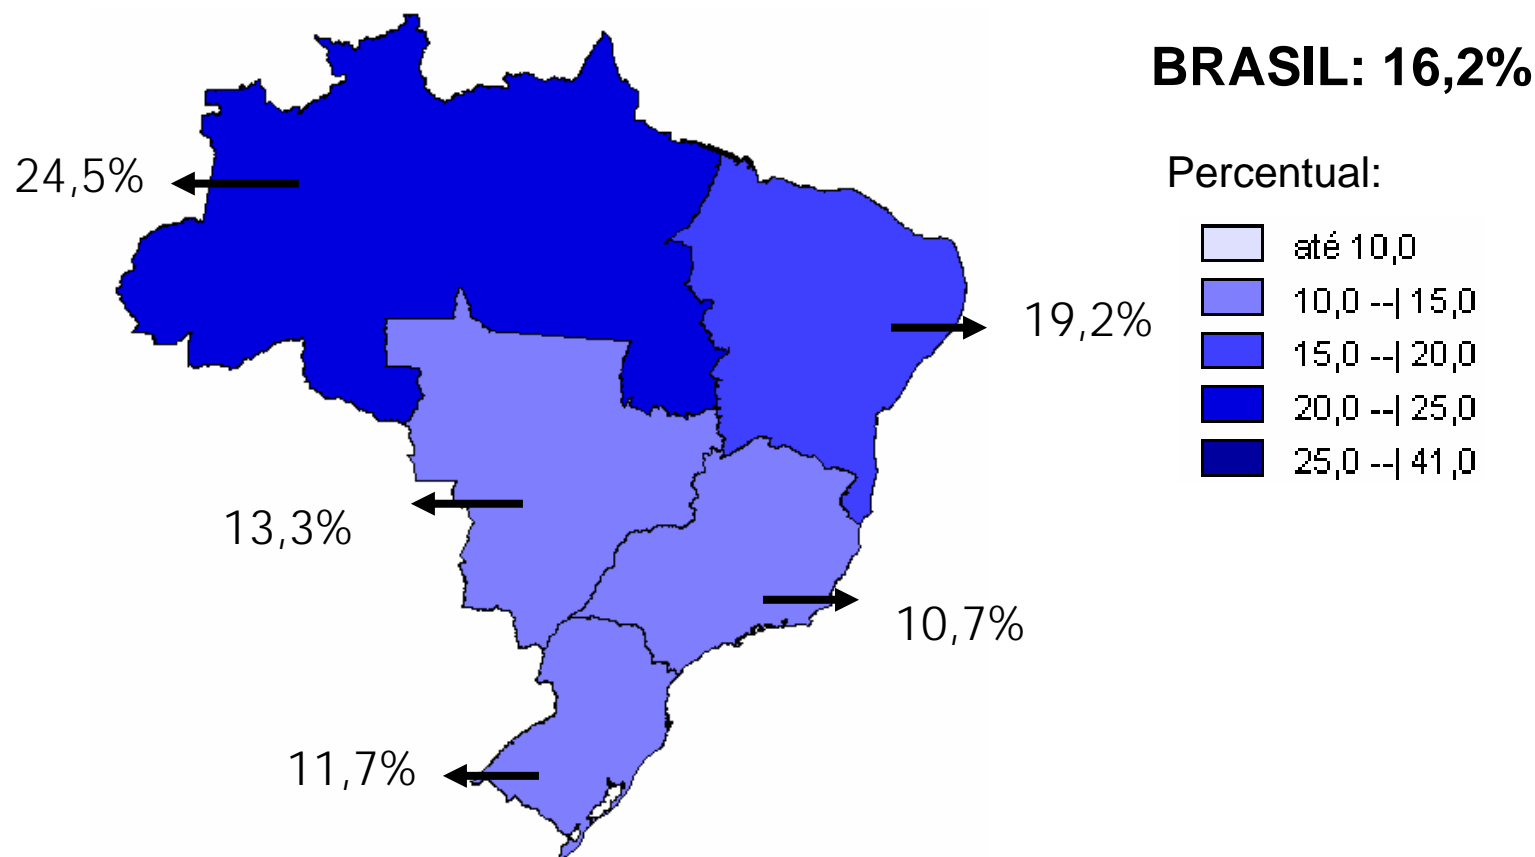 BRASIL: 16,2%
Percentual:
até 10,0
10,0 --| 15,0
15,0 --| 20,0
20,0 --| 25,0
25,0 --| 41,0
24,5%
19,2%
13,3%
10,7%
11,7%